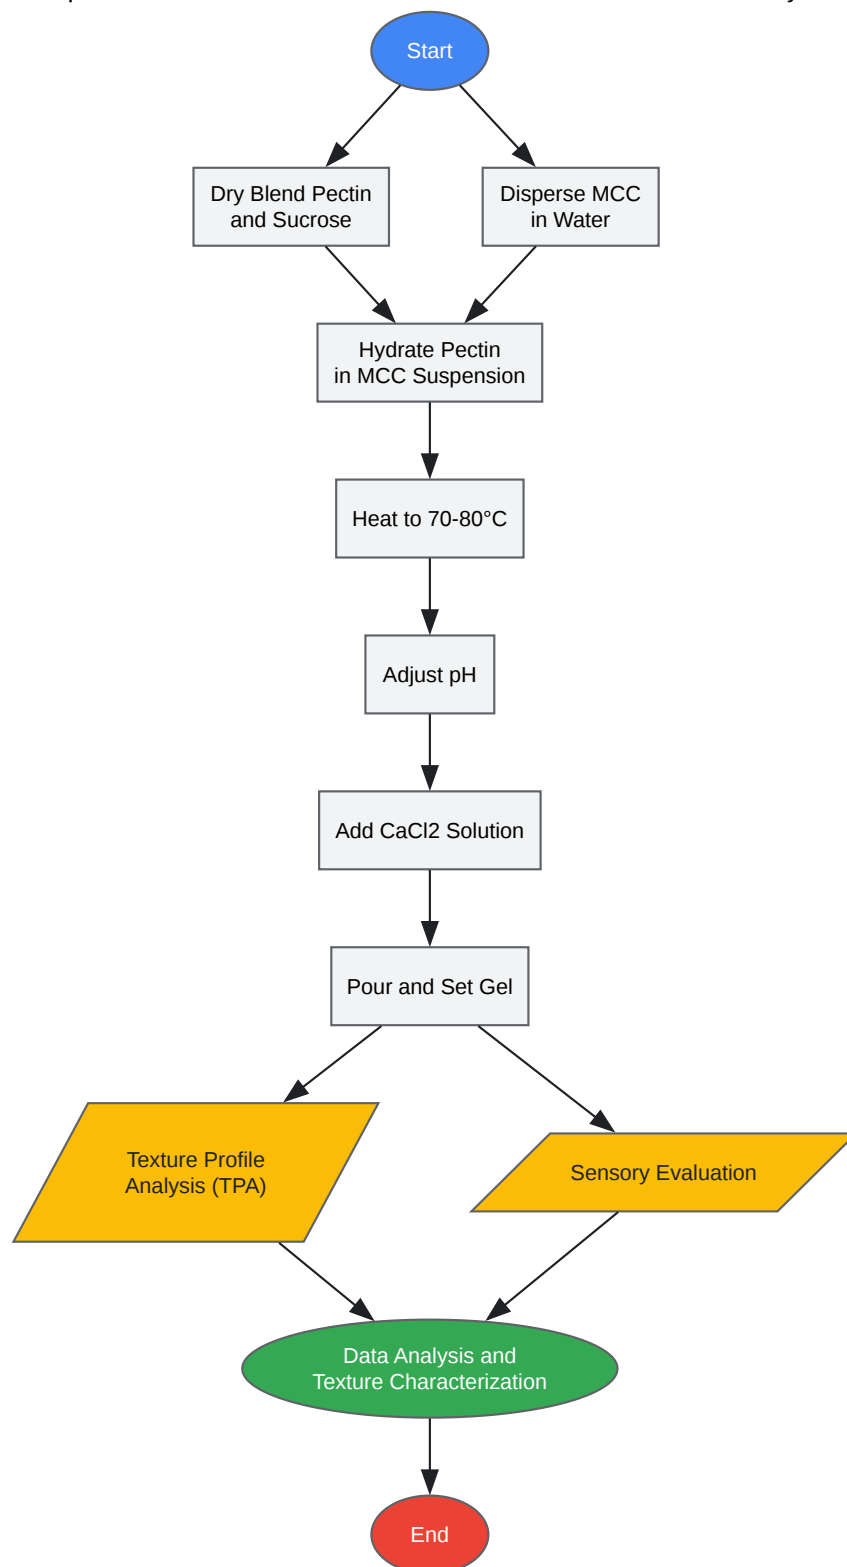 Start
Dry Blend Pectin
and Sucrose
Disperse MCC
in Water
Hydrate Pectin
in MCC Suspension
Heat to 70-80°C
Adjust pH
Add CaCl2 Solution
Pour and Set Gel
Texture Profile
Analysis (TPA)
Sensory Evaluation
Data Analysis and
Texture Characterization
End